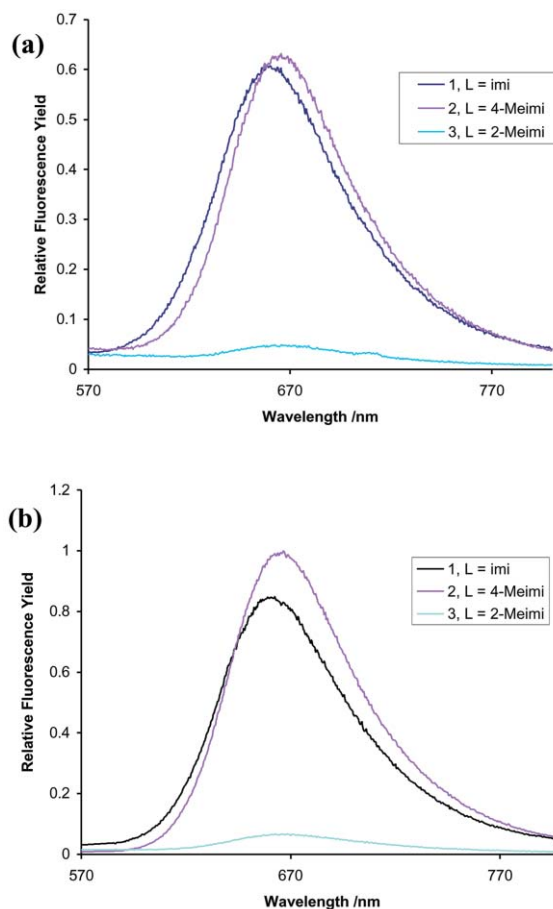 (a)
Relative Fluorescence Yield
0.7
0.6
0.5
0.4
0.3
0.2
0.1
0
570
670
770
Wavelength /nm
1, L = imi
2, L = 4-Meimi
3, L = 2-Meimi
(b)
Relative Fluorescence Yield
1.2
1
0.8
0.6
0.4
0.2
0
570
670
770
Wavelength /nm
1, L = imi
2, L = 4-Meimi
3, L = 2-Meimi